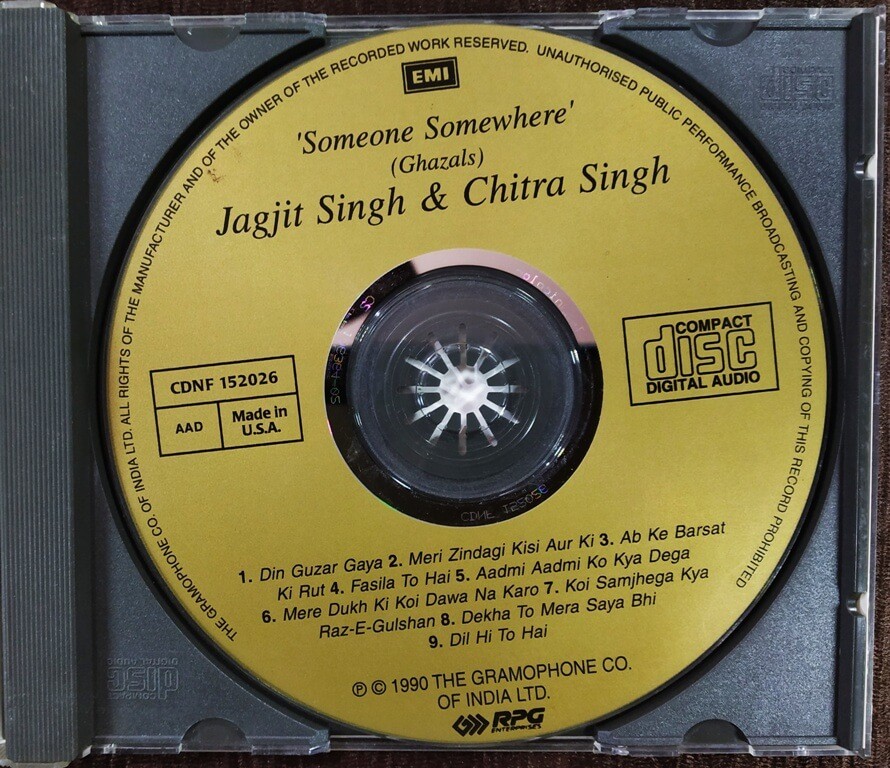 THE GRAMOPHONE CO. OF INDIA LTD. ALL RIGHTS OF THE MANUFACTURER AND OF THE OWNER OF THE RECORDED WORK RESERVED. UNAUTHORISED PUBLIC PERFORMANCE BROADCASTING AND COPYING OF THIS RECORD PROHIBITED
EMI
'Someone Somewhere'
(Ghazals)
Jagjit Singh & Chitra Singh
CDNF 152026
AAD
Made in
U.S.A.
COMPACT
disc
DIGITAL AUDIO
1. Din Guzar Gaya 2. Meri Zindagi Kisi Aur Ki 3. Ab Ke Barsat
Ki Rut 4. Fasila To Hai 5. Aadmi Aadmi Ko Kya Dega
6. Mere Dukh Ki Koi Dawa Na Karo 7. Koi Samjhega Kya
Raz-E-Gulshan 8. Dekha To Mera Saya Bhi
9. Dil Hi To Hai
℗ © 1990 THE GRAMOPHONE CO.
OF INDIA LTD.
RPG
ENTERPRISES
COMPACT
disc
DIGITAL AUDIO